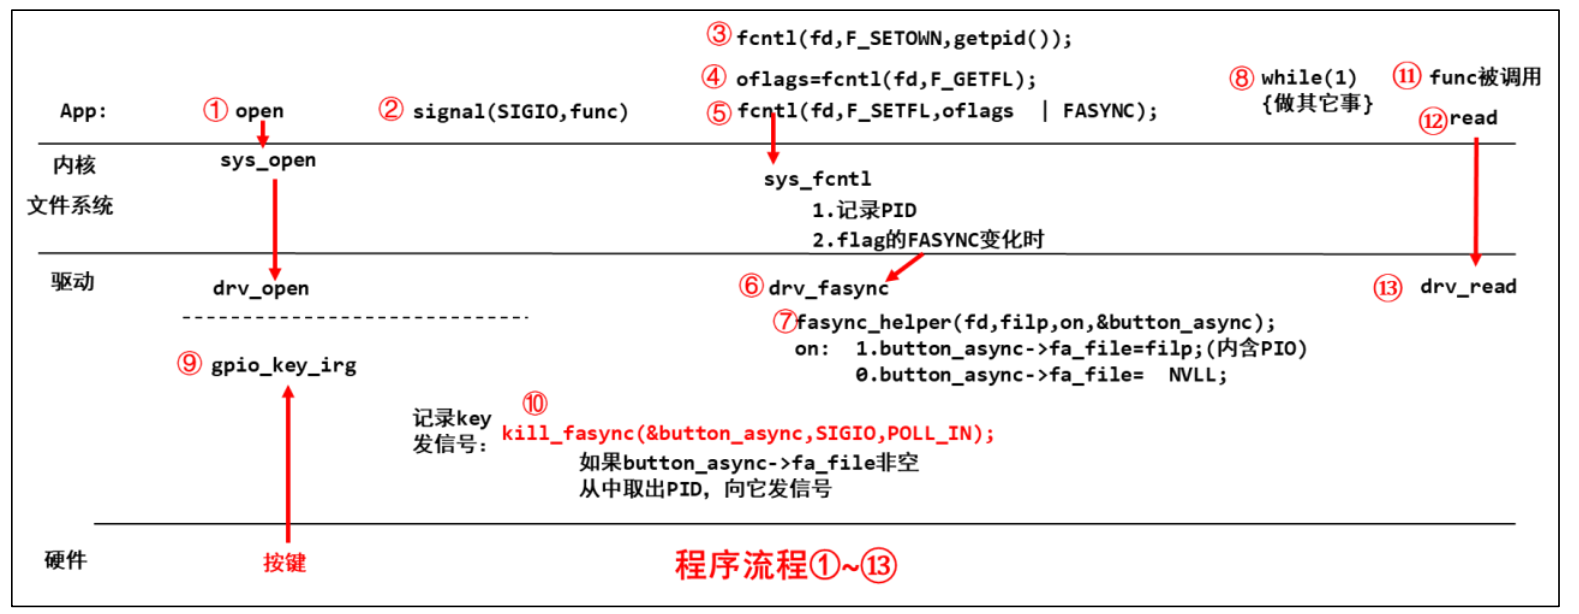 ③ fcntl(fd,F_SETOWN,getpid());
④ oflags=fcntl(fd,F_GETFL);
⑧ while(1)
{做其它事}
⑪ func被调用
App:
① open
② signal(SIGIO,func)
⑤ fcntl(fd,F_SETFL,oflags | FASYNC);
⑫ read
内核
文件系统
sys_open
sys_fcntl
1.记录PID
2.flag的FASYNC变化时
驱动
drv_open
⑥ drv_fasync
⑬ drv_read
⑦ fasync_helper(fd,filp,on,&button_async);
on: 1.button_async->fa_file=filp;(内含PIO)
0.button_async->fa_file= NVLL;
⑨ gpio_key_irg
记录key
发信号:
⑩
kill_fasync(&button_async,SIGIO,POLL_IN);
如果button_async->fa_file非空
从中取出PID，向它发信号
硬件
按键
程序流程①~⑬